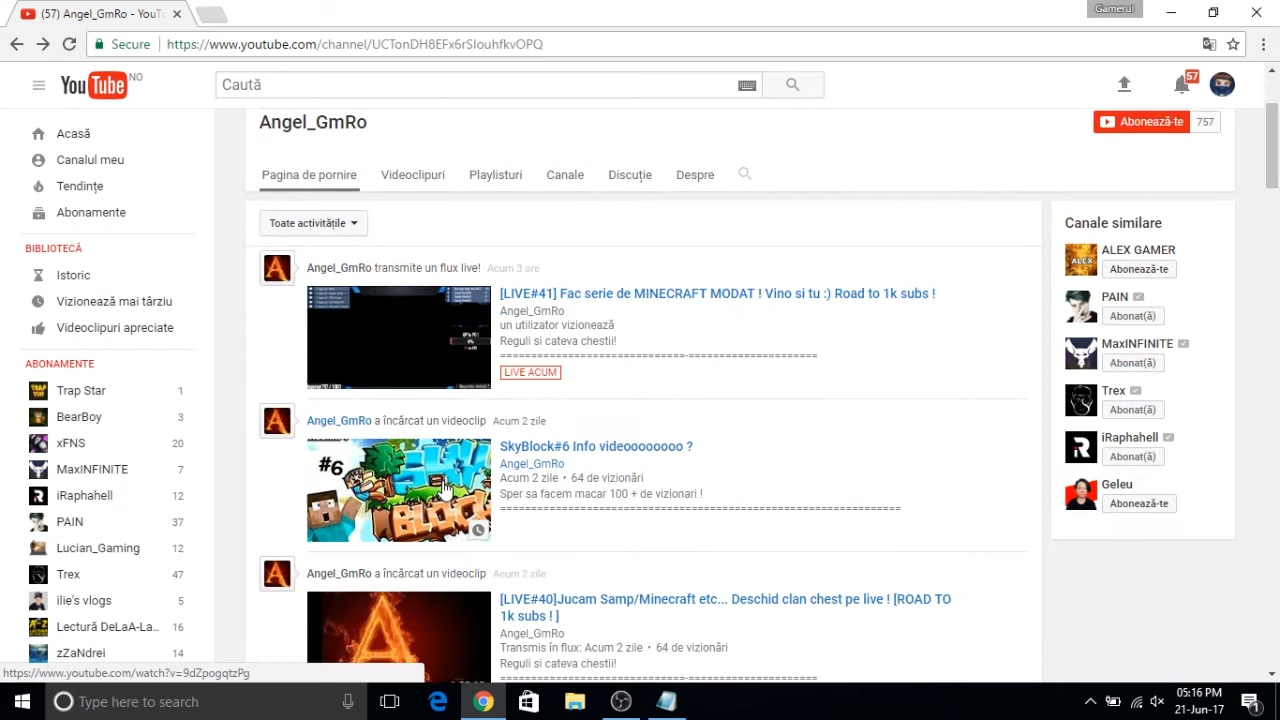 (57) Angel_GmRo - YouT
Gamerul
Secure
https://www.youtube.com/channel/UCTonDH8EFx6rSIouhfkvOPQ
YouTube NO
Caută
57
Angel_GmRo
Abonează-te 757
Pagina de pornire Videoclipuri Playlisturi Canale Discuție Despre
Acasă
Canalul meu
Tendințe
Abonamente
BIBLIOTECĂ
Istoric
Vizionează mai târziu
Videoclipuri apreciate
ABONAMENTE
Trap Star 1
BearBoy 3
xFNS 20
MaxINFINITE 7
iRaphahell 12
PAIN 37
Lucian_Gaming 12
Trex 47
ilie's vlogs 5
Lectură DeLaA-La... 16
zZaNdrei 14
Toate activitățile
Angel_GmRo transmite un flux live! Acum 3 ore
[LIVE#41] Fac serie de MINECRAFT MODAT ! Vino si tu :) Road to 1k subs !
Angel_GmRo
un utilizator vizionează
Reguli si cateva chestii!
==============================-====================
LIVE ACUM
Angel_GmRo a încărcat un videoclip Acum 2 zile
#6
SKY
BLOCK
SkyBlock#6 Info videoooooooo ?
Angel_GmRo
Acum 2 zile • 64 de vizionări
Sper sa facem macar 100 + de vizionari !
================================================================
Angel_GmRo a încărcat un videoclip Acum 2 zile
[LIVE#40]Jucam Samp/Minecraft etc... Deschid clan chest pe live ! [ROAD TO
1k subs ! ]
Angel_GmRo
Transmis în flux: Acum 2 zile • 64 de vizionări
Reguli si cateva chestii!
==============================-====================
Canale similare
ALEX GAMER
Abonează-te
PAIN
Abonat(ă)
MaxINFINITE
Abonat(ă)
Trex
Abonat(ă)
iRaphahell
Abonat(ă)
Geleu
Abonează-te
https://www.youtube.com/watch?v=9dZpogqtzPg
Type here to search
05:16 PM
21-Jun-17
1